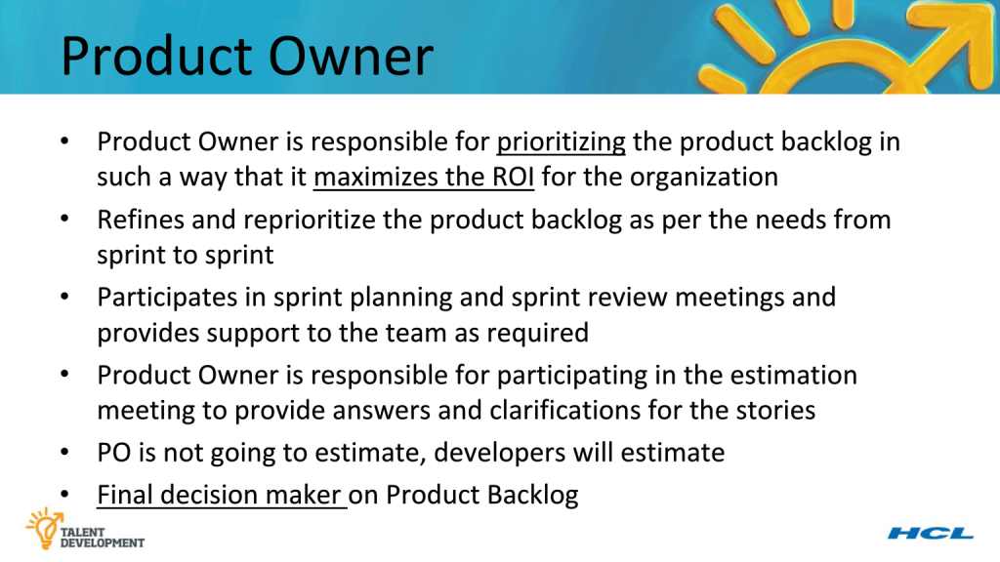 Product Owner
• Product Owner is responsible for prioritizing the product backlog in
such a way that it maximizes the ROI for the organization
• Refines and reprioritize the product backlog as per the needs from
sprint to sprint
• Participates in sprint planning and sprint review meetings and
provides support to the team as required
• Product Owner is responsible for participating in the estimation
meeting to provide answers and clarifications for the stories
• PO is not going to estimate, developers will estimate
• Final decision maker on Product Backlog
TALENT
DEVELOPMENT
HCL